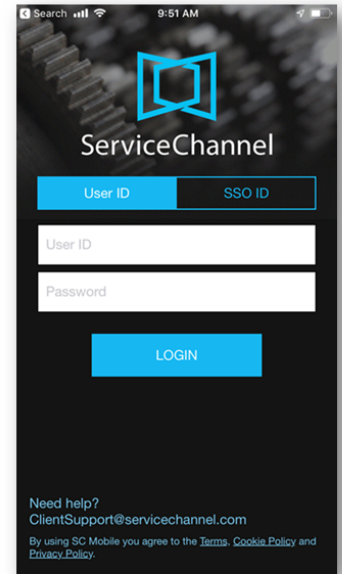 Search 9:51 AM
ServiceChannel
User ID SSO ID
User ID
Password
LOGIN
Need help?
ClientSupport@servicechannel.com
By using SC Mobile you agree to the Terms, Cookie Policy and
Privacy Policy.